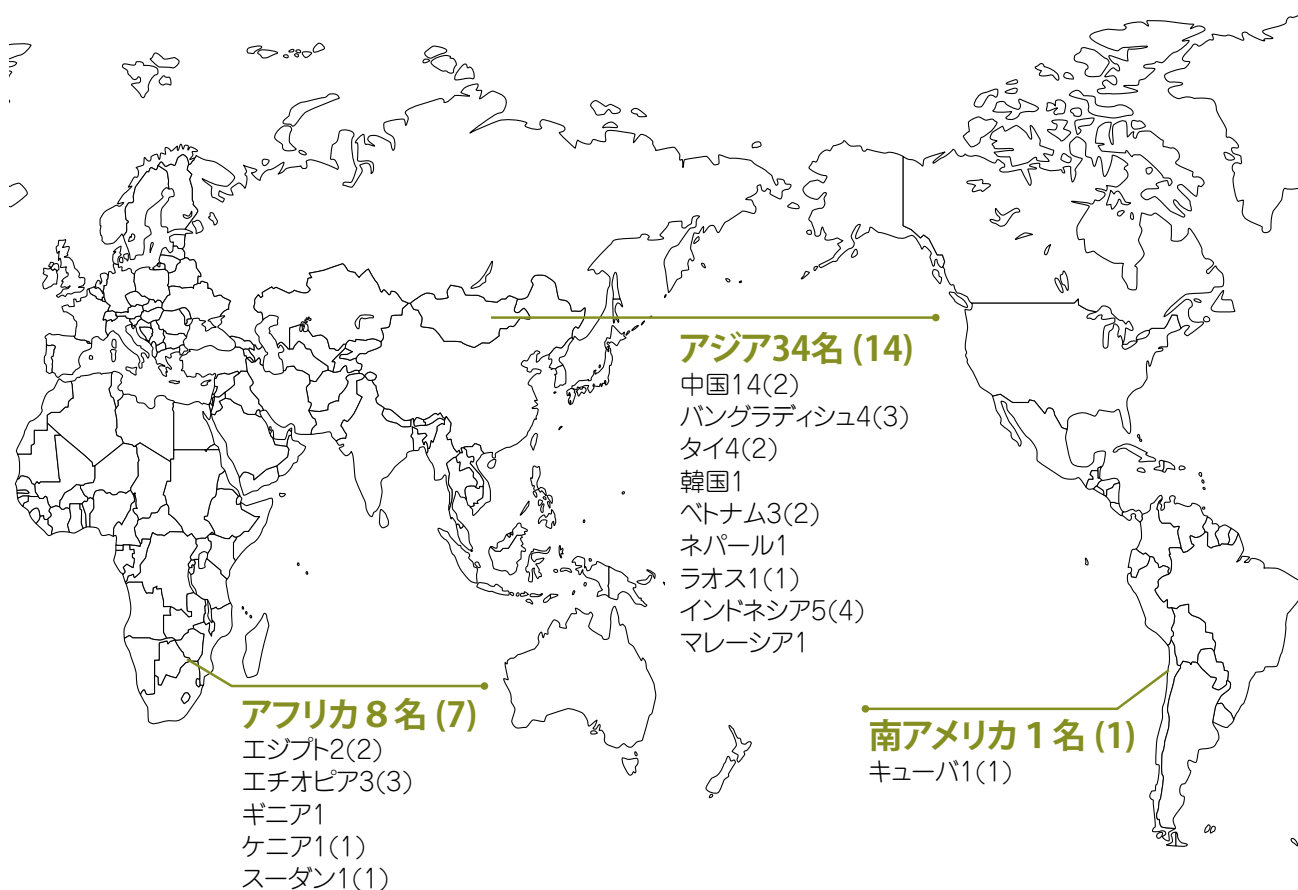 アジア34名 (14)
中国14(2)
バングラディシュ4(3)
タイ4(2)
韓国1
ベトナム3(2)
ネパール1
ラオス1(1)
インドネシア5(4)
マレーシア1
アフリカ 8 名 (7)
エジプト2(2)
エチオピア3(3)
ギニア1
ケニア1(1)
スーダン1(1)
南アメリカ 1 名 (1)
キューバ1(1)